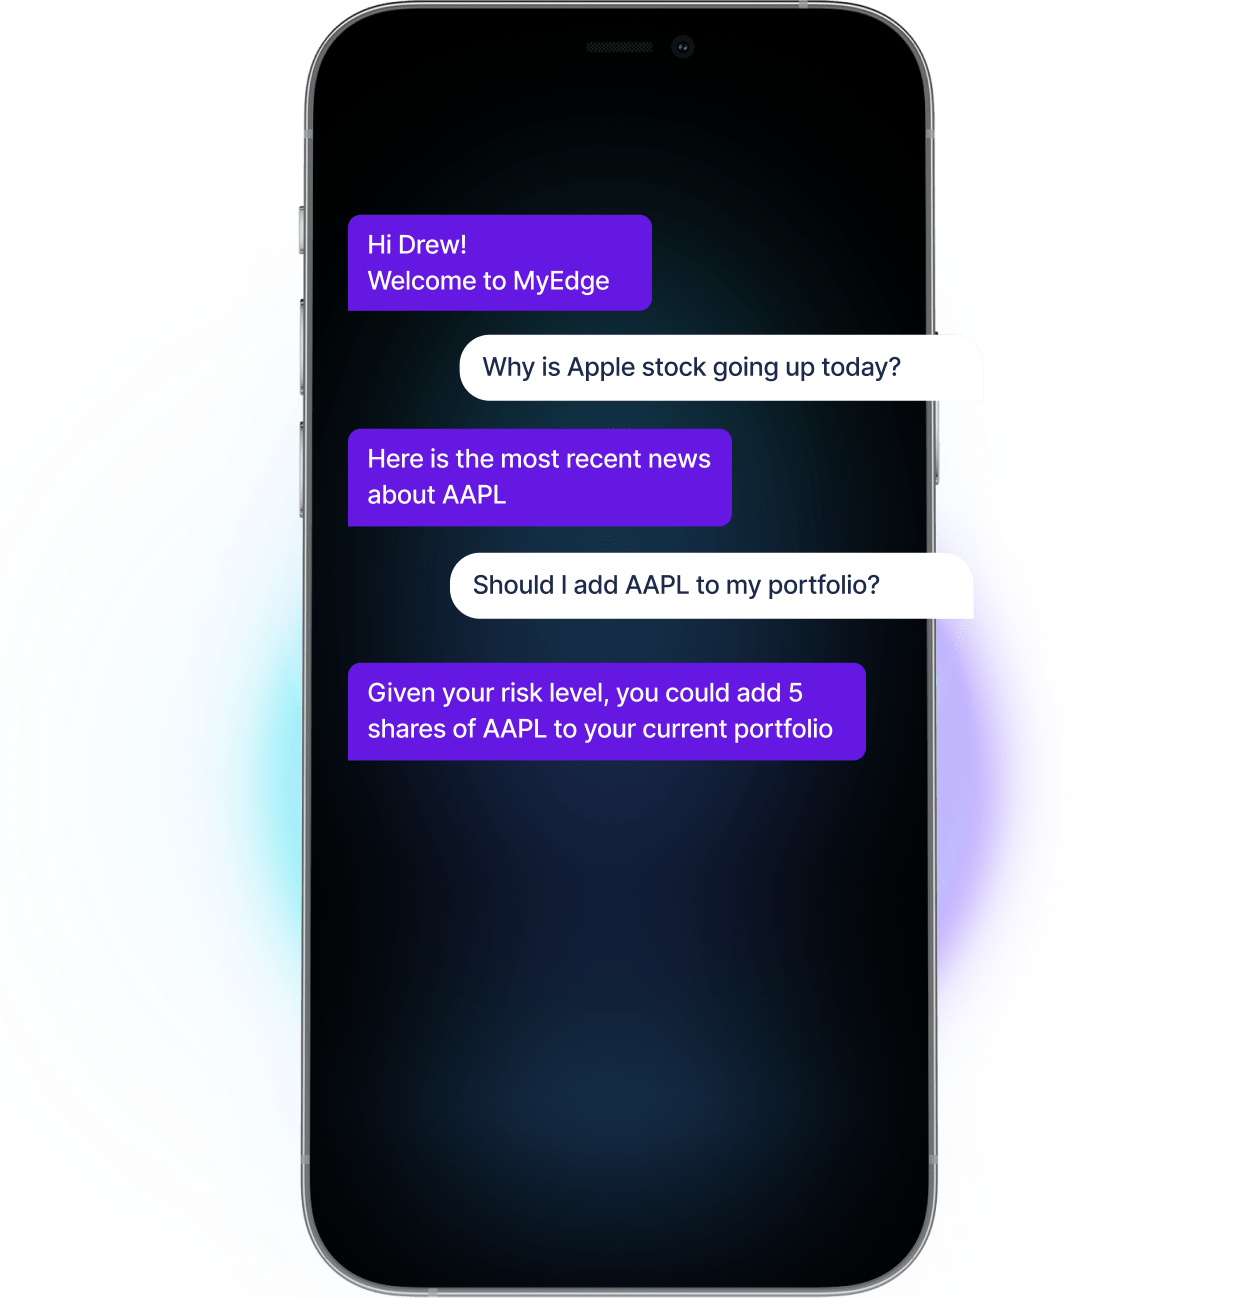 Hi Drew!
Welcome to MyEdge
Why is Apple stock going up today?
Here is the most recent news
about AAPL
Should I add AAPL to my portfolio?
Given your risk level, you could add 5
shares of AAPL to your current portfolio